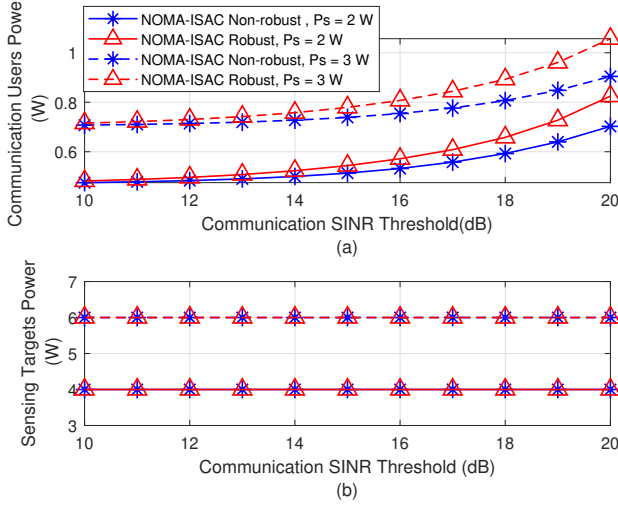 NOMA-ISAC Non-robust , Ps = 2 W
NOMA-ISAC Robust, Ps = 2 W
NOMA-ISAC Non-robust, Ps = 3 W
NOMA-ISAC Robust, Ps = 3 W
Communication Users Power
(W)
1
0.8
0.6
10 12 14 16 18 20
Communication SINR Threshold(dB)
(a)
Sensing Targets Power
(W)
7
6
5
4
3
10 12 14 16 18 20
Communication SINR Threshold (dB)
(b)